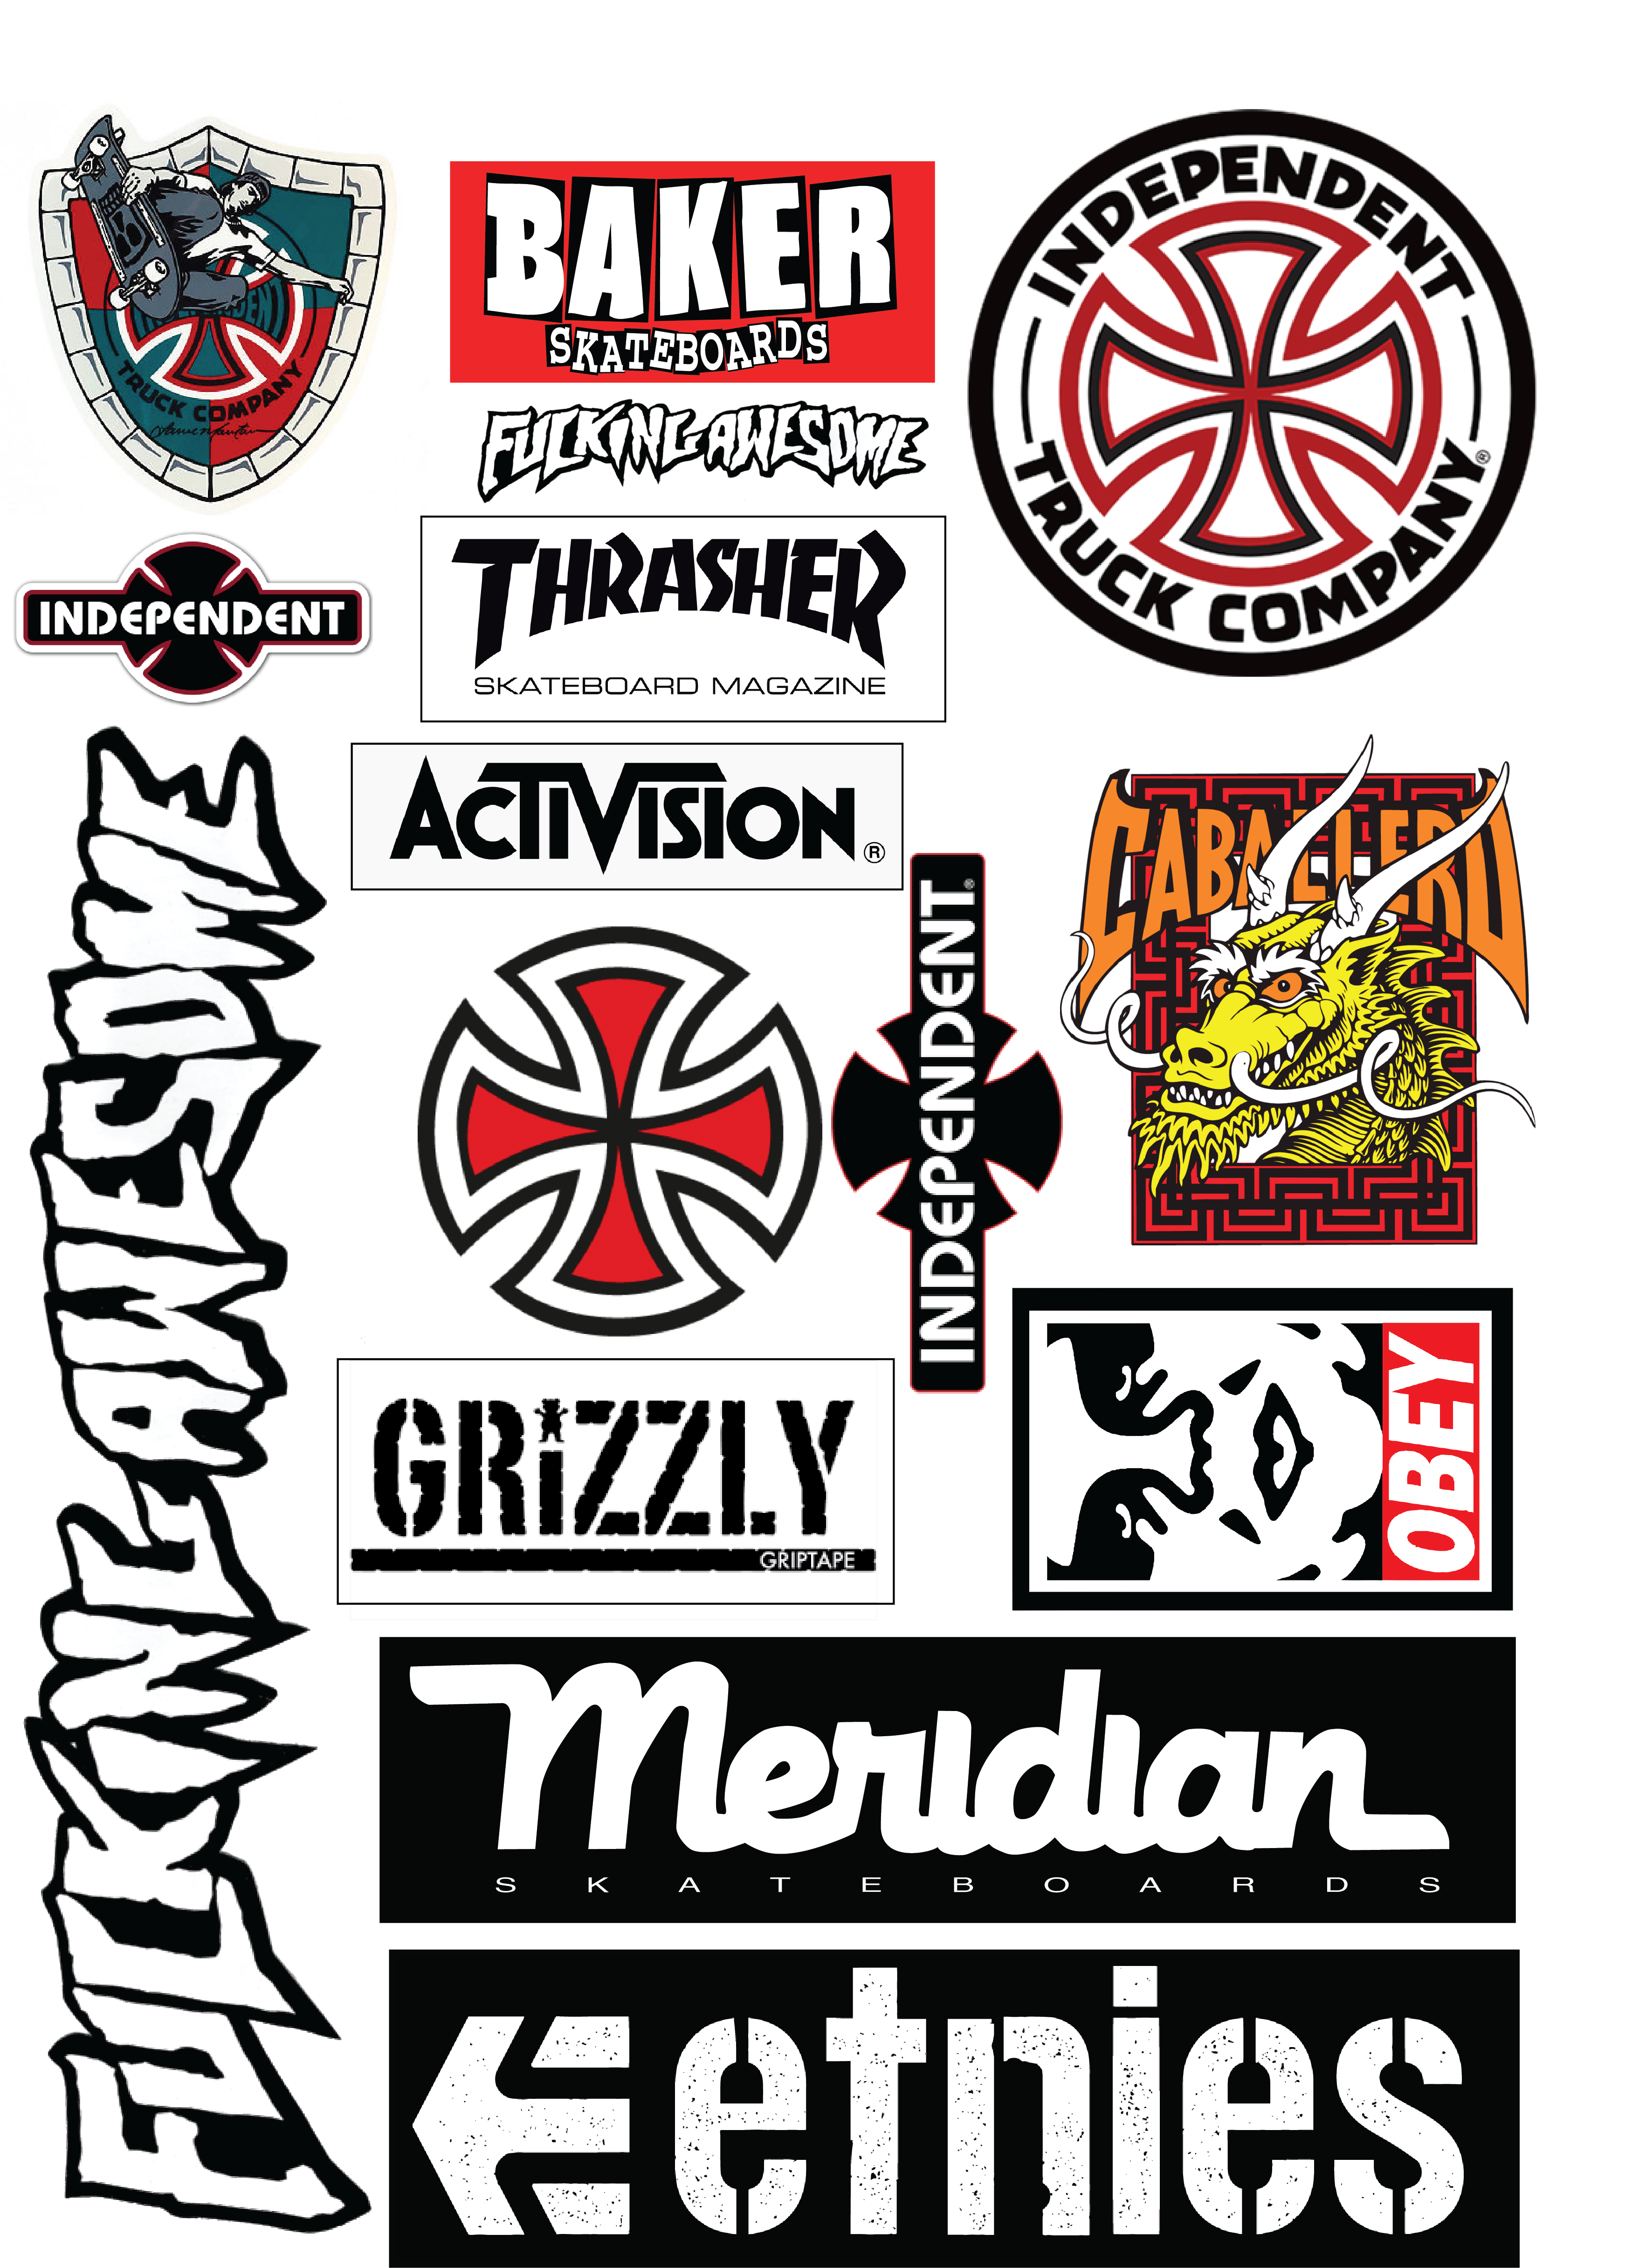 INDEPENDENT
TRUCK COMPANY
BAKER
SKATEBOARDS
INDEPENDENT
TRUCK COMPANY®
FUCKING AWESOME
THRASHER
SKATEBOARD MAGAZINE
INDEPENDENT
ACTIVISION®
CABALLERO
INDEPENDENT®
FUCKING AWESOME
GRiZZLY
GRIPTAPE
OBEY
Meridian
SKATEBOARDS
etnies